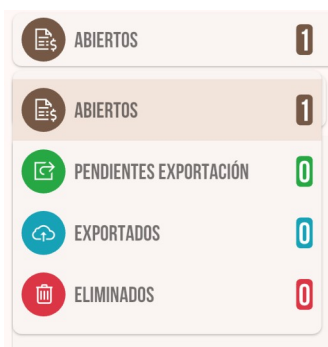 ABIERTOS 1
ABIERTOS 1
PENDIENTES EXPORTACIÓN 0
EXPORTADOS 0
ELIMINADOS 0